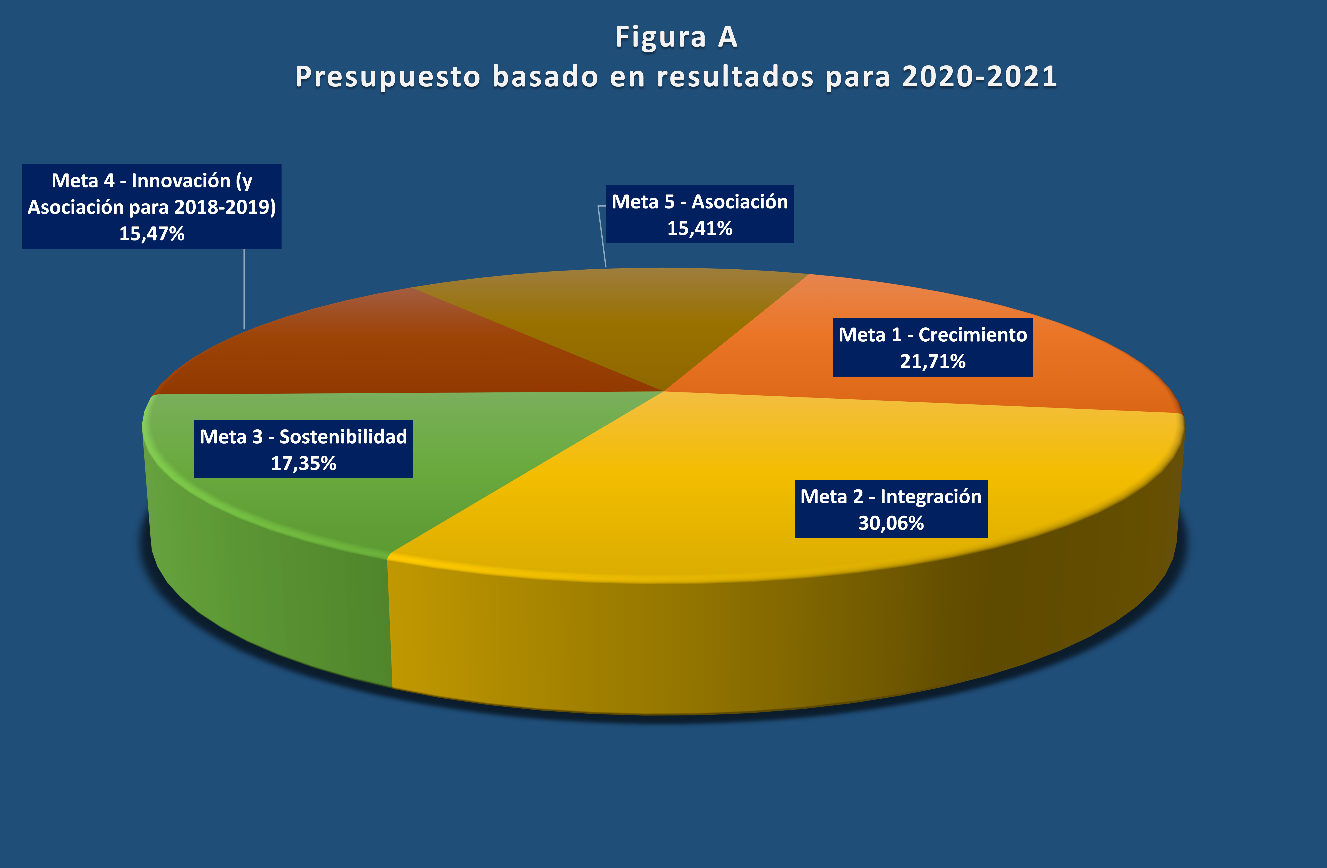 Figura A
Presupuesto basado en resultados para 2020-2021
Meta 4 - Innovación (y
Asociación para 2018-2019)
15,47%
Meta 5 - Asociación
15,41%
Meta 1 - Crecimiento
21,71%
Meta 3 - Sostenibilidad
17,35%
Meta 2 - Integración
30,06%